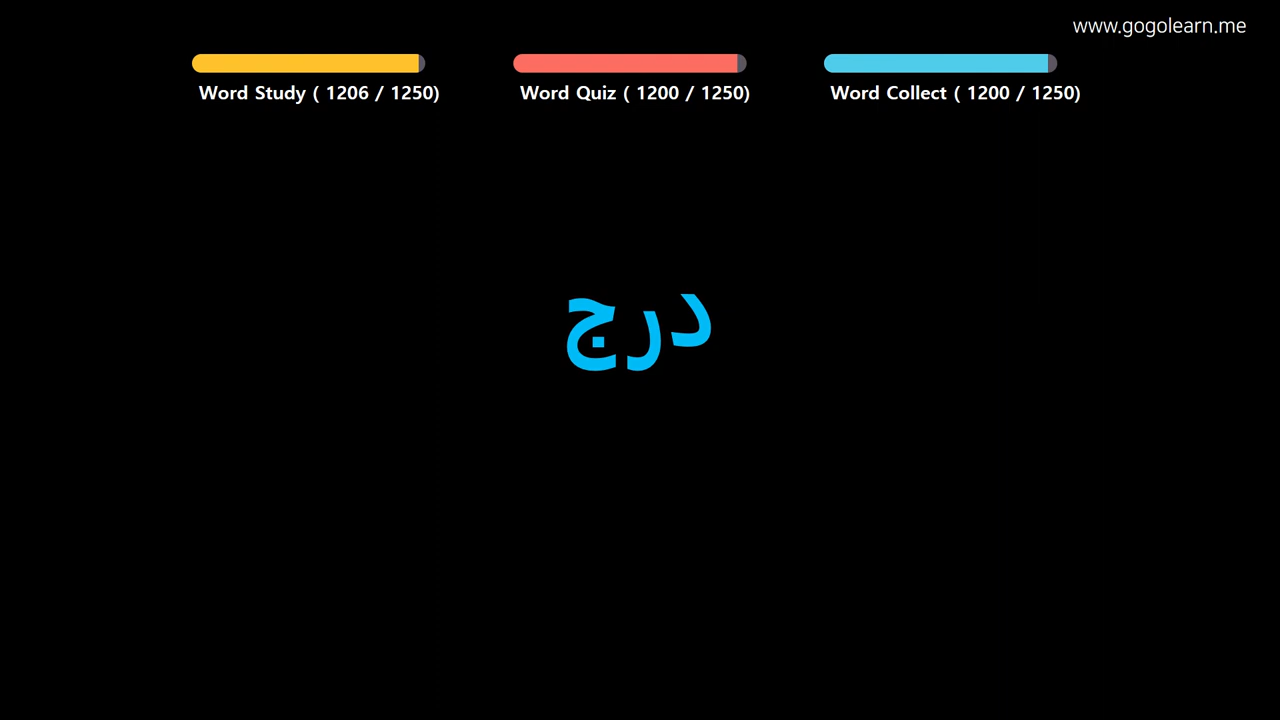 www.gogolearn.me
Word Study ( 1206 / 1250)
Word Quiz ( 1200 / 1250)
Word Collect ( 1200 / 1250)
درج